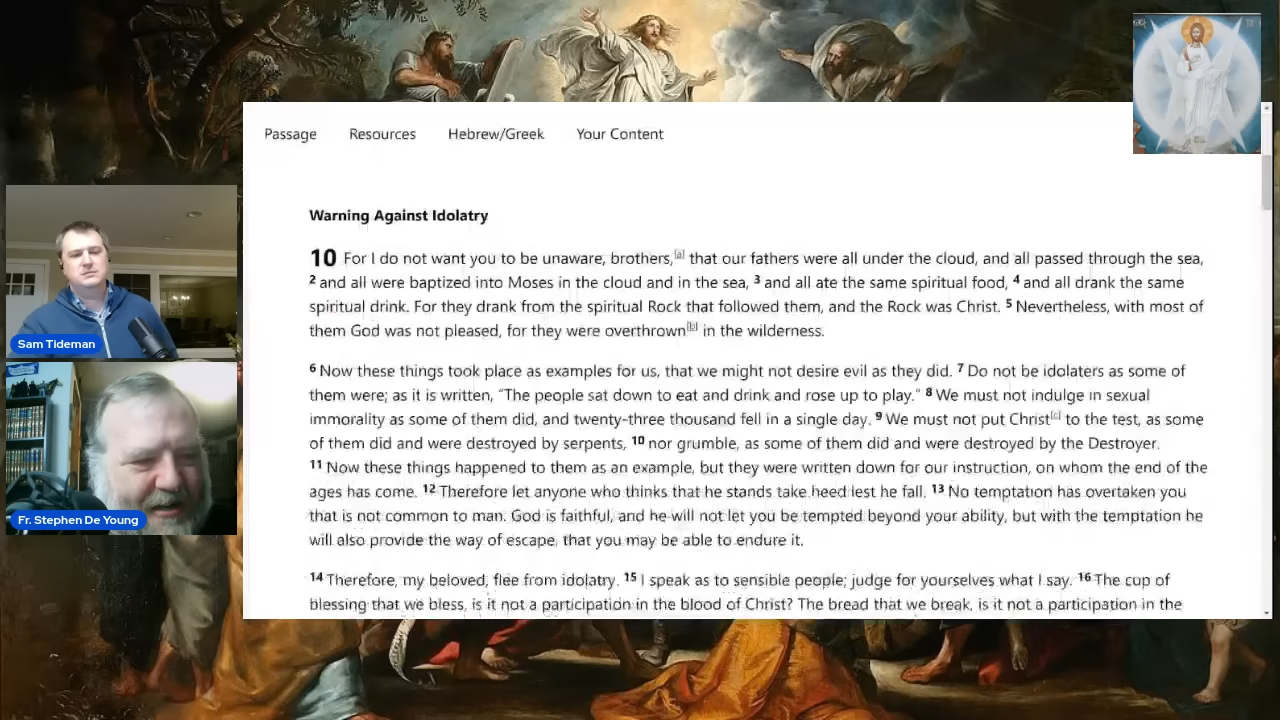 Passage Resources Hebrew/Greek Your Content
Warning Against Idolatry
10 For I do not want you to be unaware, brothers,[a] that our fathers were all under the cloud, and all passed through the sea,
2 and all were baptized into Moses in the cloud and in the sea, 3 and all ate the same spiritual food, 4 and all drank the same
spiritual drink. For they drank from the spiritual Rock that followed them, and the Rock was Christ. 5 Nevertheless, with most of
them God was not pleased, for they were overthrown[b] in the wilderness.
6 Now these things took place as examples for us, that we might not desire evil as they did. 7 Do not be idolaters as some of
them were; as it is written, “The people sat down to eat and drink and rose up to play.” 8 We must not indulge in sexual
immorality as some of them did, and twenty-three thousand fell in a single day. 9 We must not put Christ[c] to the test, as some
of them did and were destroyed by serpents, 10 nor grumble, as some of them did and were destroyed by the Destroyer.
11 Now these things happened to them as an example, but they were written down for our instruction, on whom the end of the
ages has come. 12 Therefore let anyone who thinks that he stands take heed lest he fall. 13 No temptation has overtaken you
that is not common to man. God is faithful, and he will not let you be tempted beyond your ability, but with the temptation he
will also provide the way of escape, that you may be able to endure it.
14 Therefore, my beloved, flee from idolatry. 15 I speak as to sensible people; judge for yourselves what I say. 16 The cup of
blessing that we bless, is it not a participation in the blood of Christ? The bread that we break, is it not a participation in the
Sam Tideman
Fr. Stephen De Young